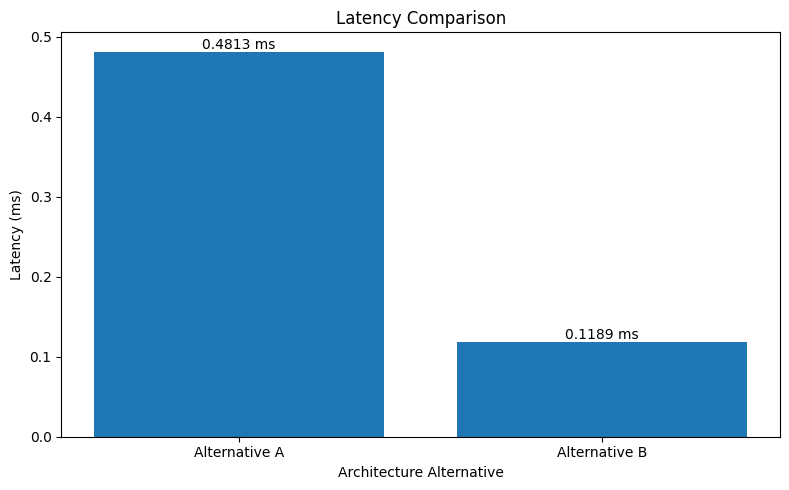 Latency Comparison
0.5
0.4813 ms
0.4
0.3
Latency (ms)
0.2
0.1189 ms
0.1
0.0
Alternative A
Alternative B
Architecture Alternative